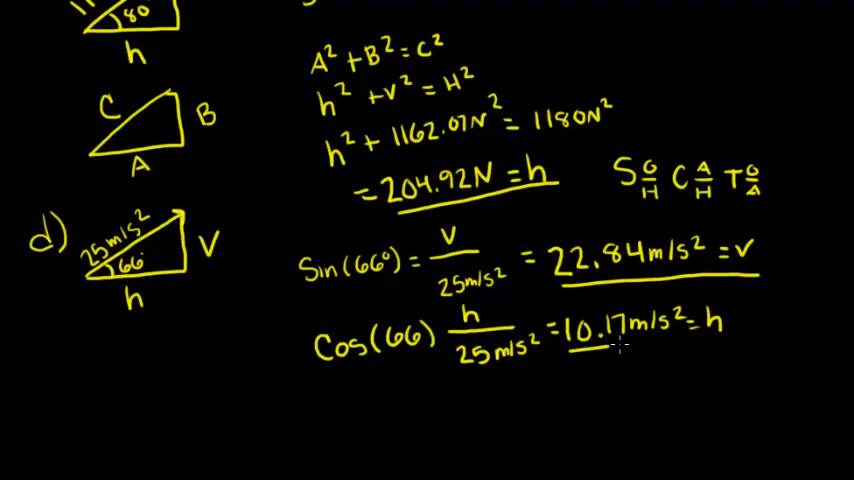 80
h
A² + B² = C²
h² + v² = H²
h² + 1162.07N² = 1180N²
= 204.92N = h
C
B
A
S O/H C A/H T O/A
d)
25m/s²
66°
V
h
Sin(66°) = V/25m/s² = 22.84m/s² = v
Cos(66) h/25m/s² = 10.17m/s² = h